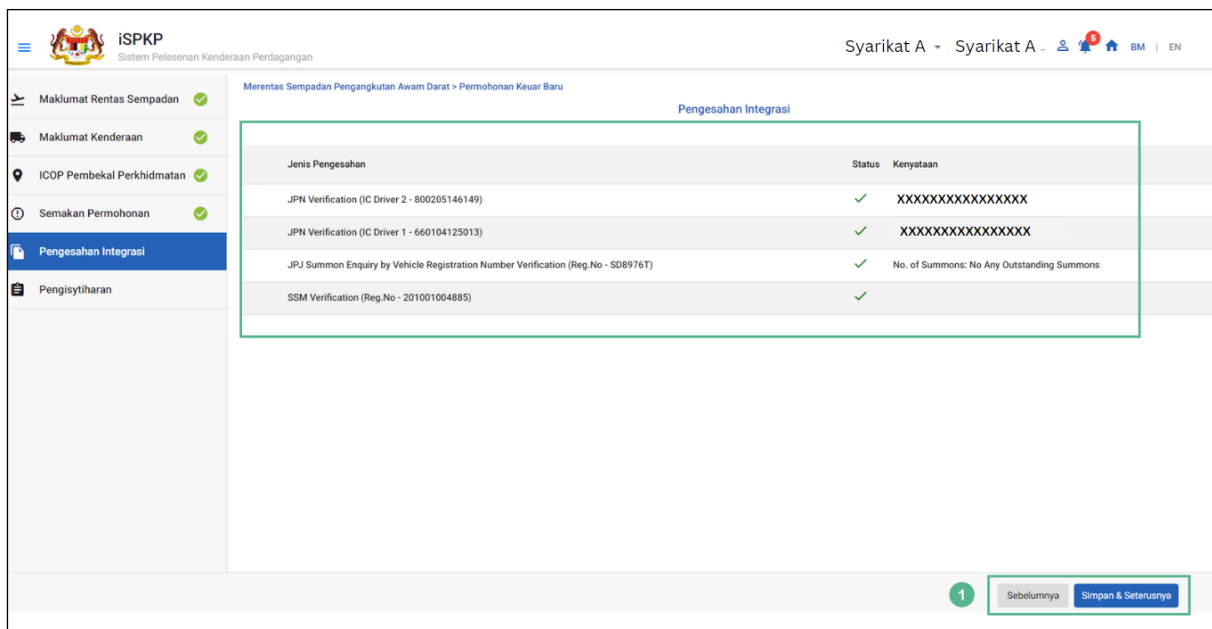 iSPKP
Sistem Pelesenan Kenderaan Perdagangan
Syarikat A Syarikat A .. 5 BM | EN
Merentas Sempadan Pengangkutan Awam Darat > Permohonan Keuar Baru
Pengesahan Integrasi
Maklumat Rentas Sempadan
Maklumat Kenderaan
ICOP Pembekal Perkhidmatan
Semakan Permohonan
Pengesahan Integrasi
Pengisytiharan
Jenis Pengesahan Status Kenyataan
JPN Verification (IC Driver 2 - 800205146149) XXXXXXXXXXXXXXXX
JPN Verification (IC Driver 1 - 660104125013) XXXXXXXXXXXXXXXX
JPJ Summon Enquiry by Vehicle Registration Number Verification (Reg.No - SD8976T) No. of Summons: No Any Outstanding Summons
SSM Verification (Reg.No - 201001004885)
1 Sebelumnya Simpan & Seterusnya